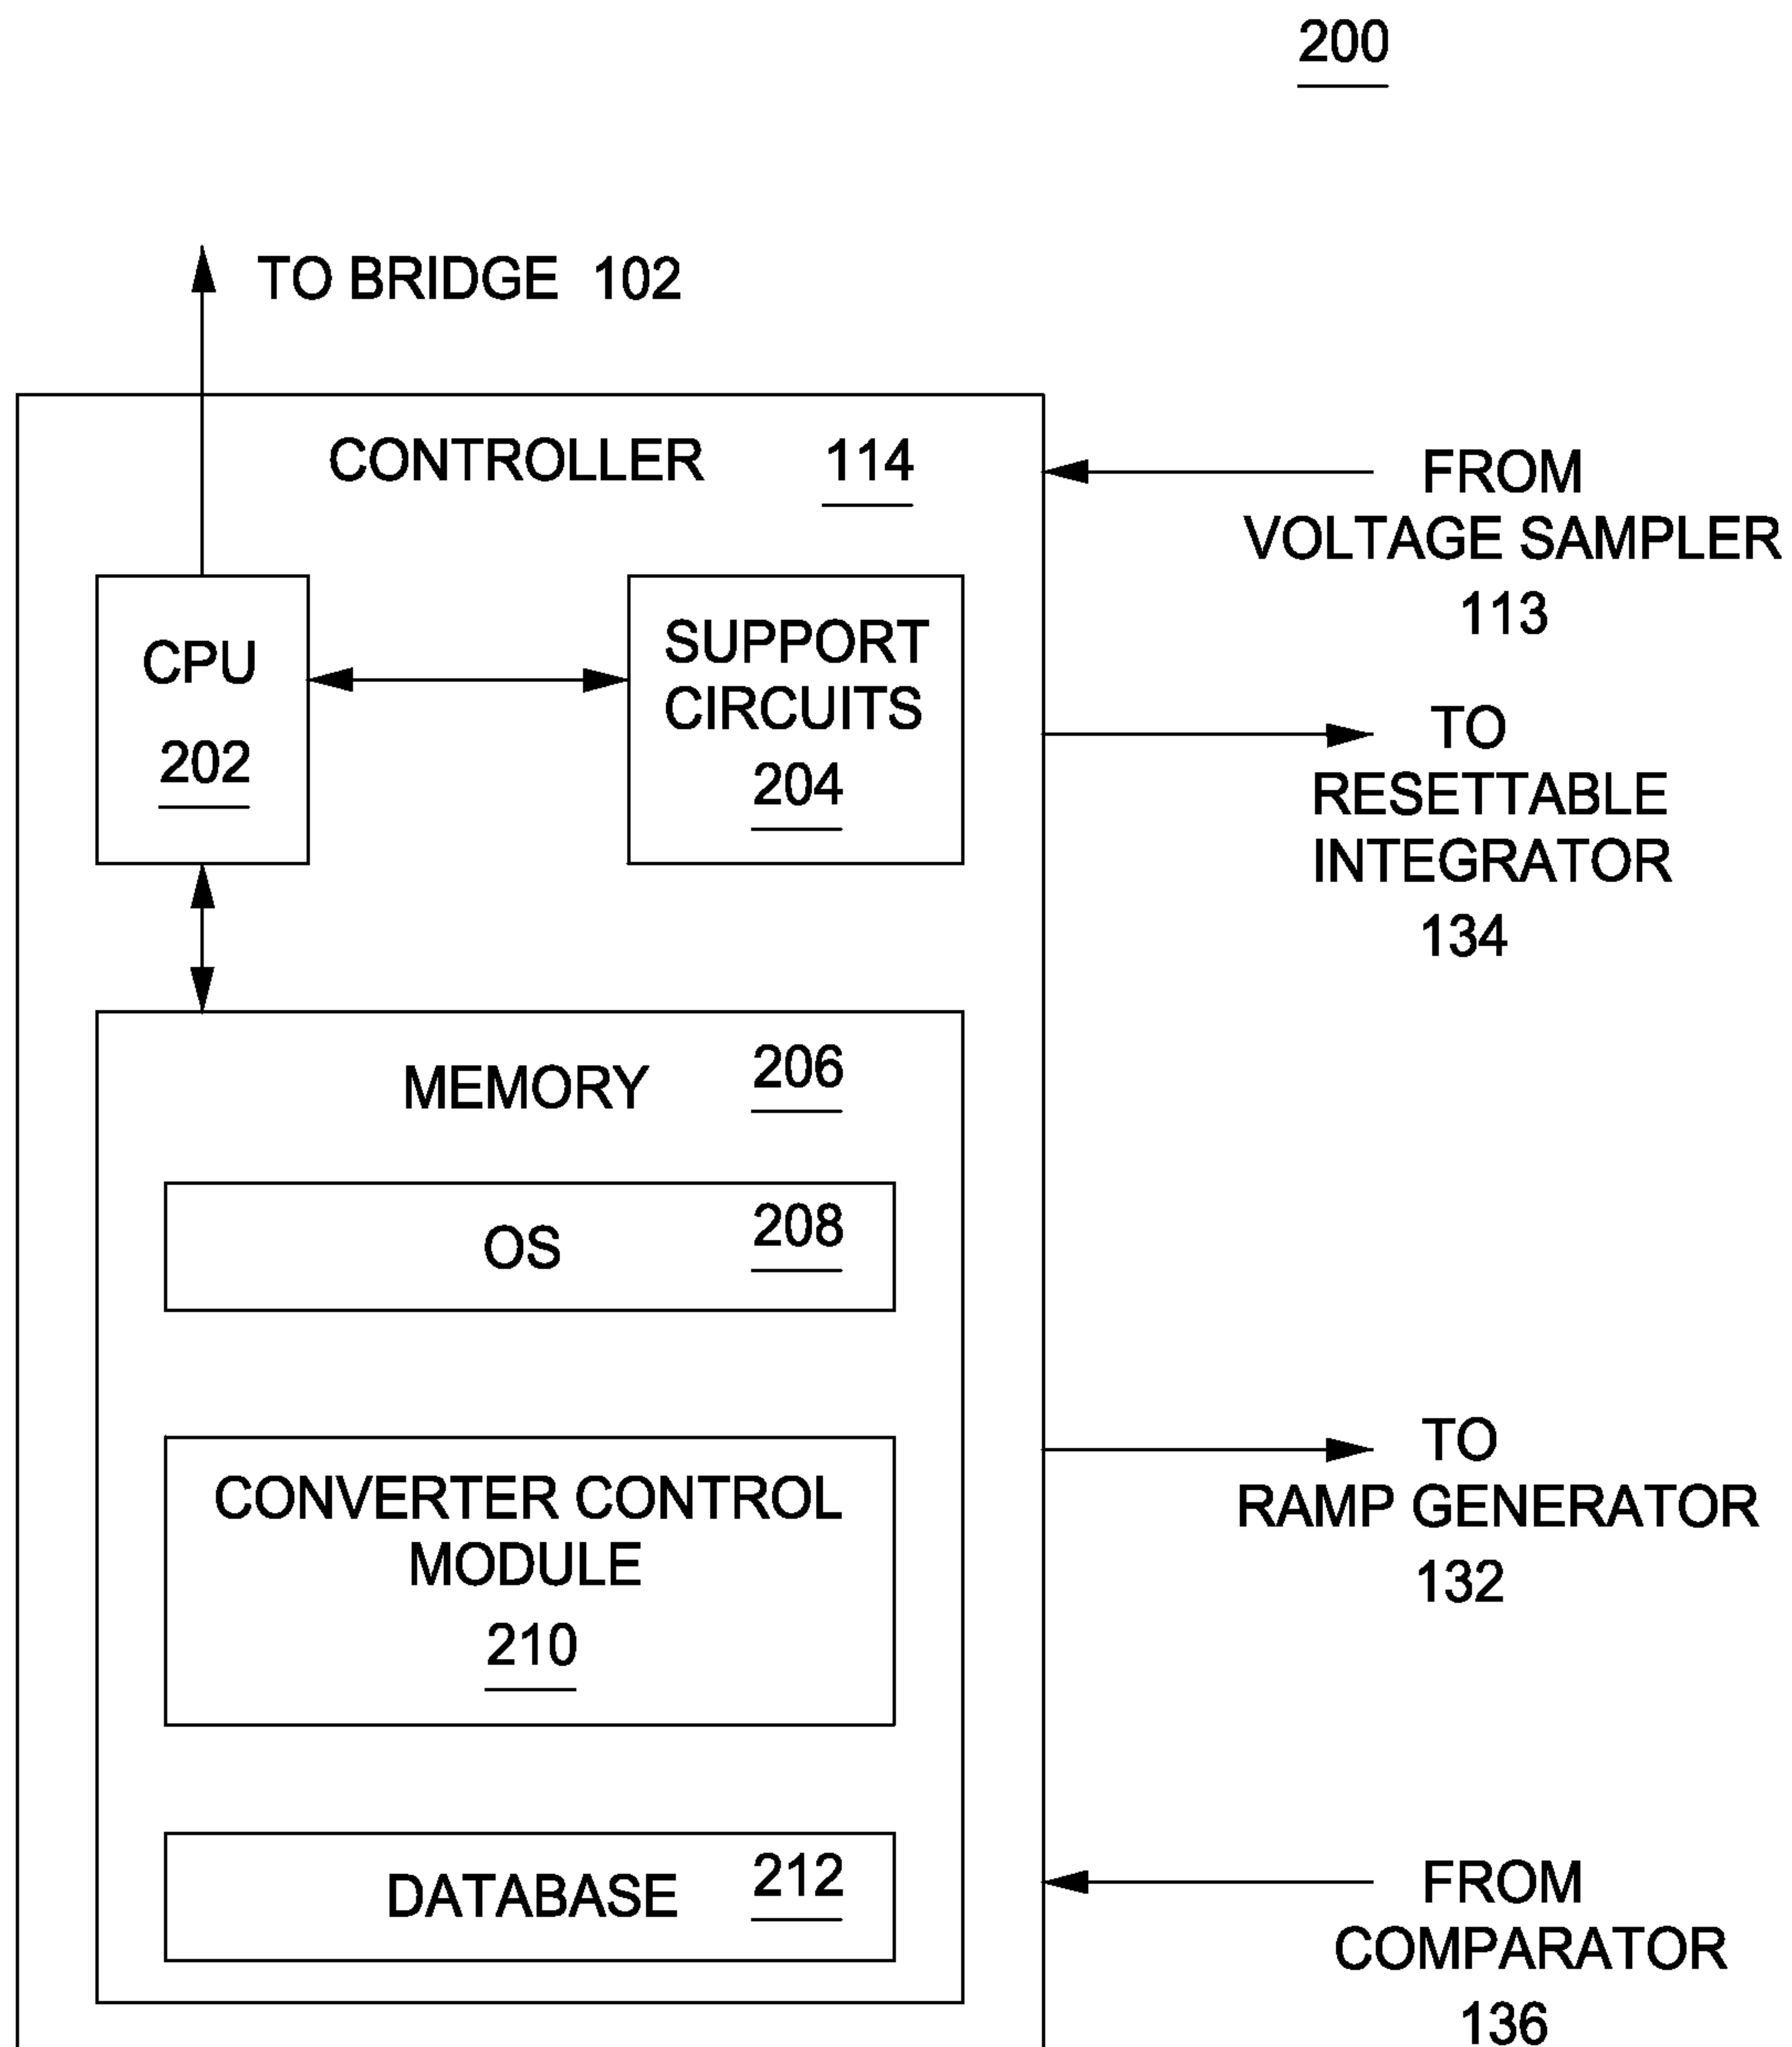 200
TO BRIDGE 102
CONTROLLER 114
FROM
VOLTAGE SAMPLER
113
CPU
202
SUPPORT
CIRCUITS
204
TO
RESETTABLE
INTEGRATOR
134
MEMORY 206
OS 208
CONVERTER CONTROL
MODULE
210
TO
RAMP GENERATOR
132
DATABASE 212
FROM
COMPARATOR
136